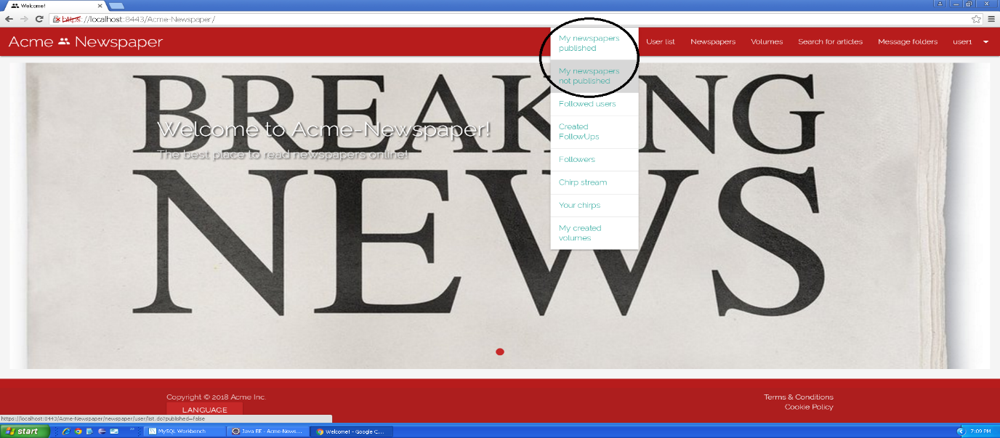 Welcome!
https://localhost:8443/Acme-Newspaper/
Acme Newspaper
User list
Newspapers
Volumes
Search for articles
Message folders
user1
My newspapers
published
My newspapers
not published
Followed users
Created
FollowUps
Followers
Chirp stream
Your chirps
My created
volumes
BREAKING
NEWS
Welcome to Acme-Newspaper!
The best place to read newspapers online!
Copyright © 2018 Acme Inc.
LANGUAGE
Terms & Conditions
Cookie Policy
https://localhost:8443/Acme-Newspaper/newspaper/user/list.do?published=false
start
MySQL Workbench
Java EE - Acme-News...
Welcome! - Google C...
7:09 PM